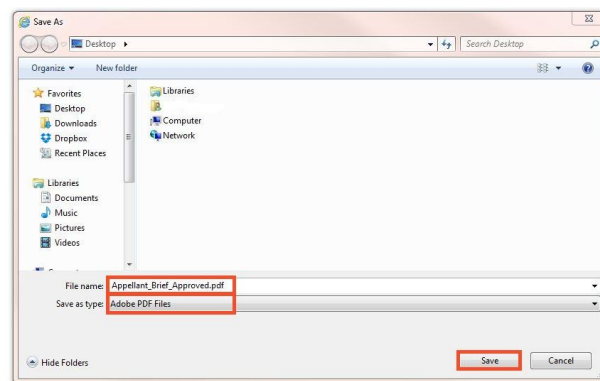 Save As
Desktop
Search Desktop
Organize
New folder
Favorites
Desktop
Downloads
Dropbox
Recent Places
Libraries
Documents
Music
Pictures
Videos
Libraries
Computer
Network
File name: Appellant_Brief_Approved.pdf
Save as type: Adobe PDF Files
Hide Folders
Save
Cancel